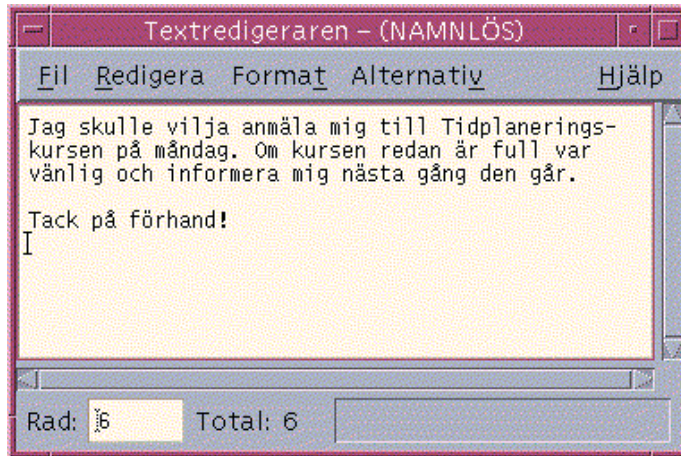 Textredigeraren – (NAMNLÖS)
Fil Redigera Format Alternativ Hjälp
Jag skulle vilja anmäla mig till Tidplanerings-
kursen på måndag. Om kursen redan är full var
vänlig och informera mig nästa gång den går.
Tack på förhand!
Rad: 6 Total: 6